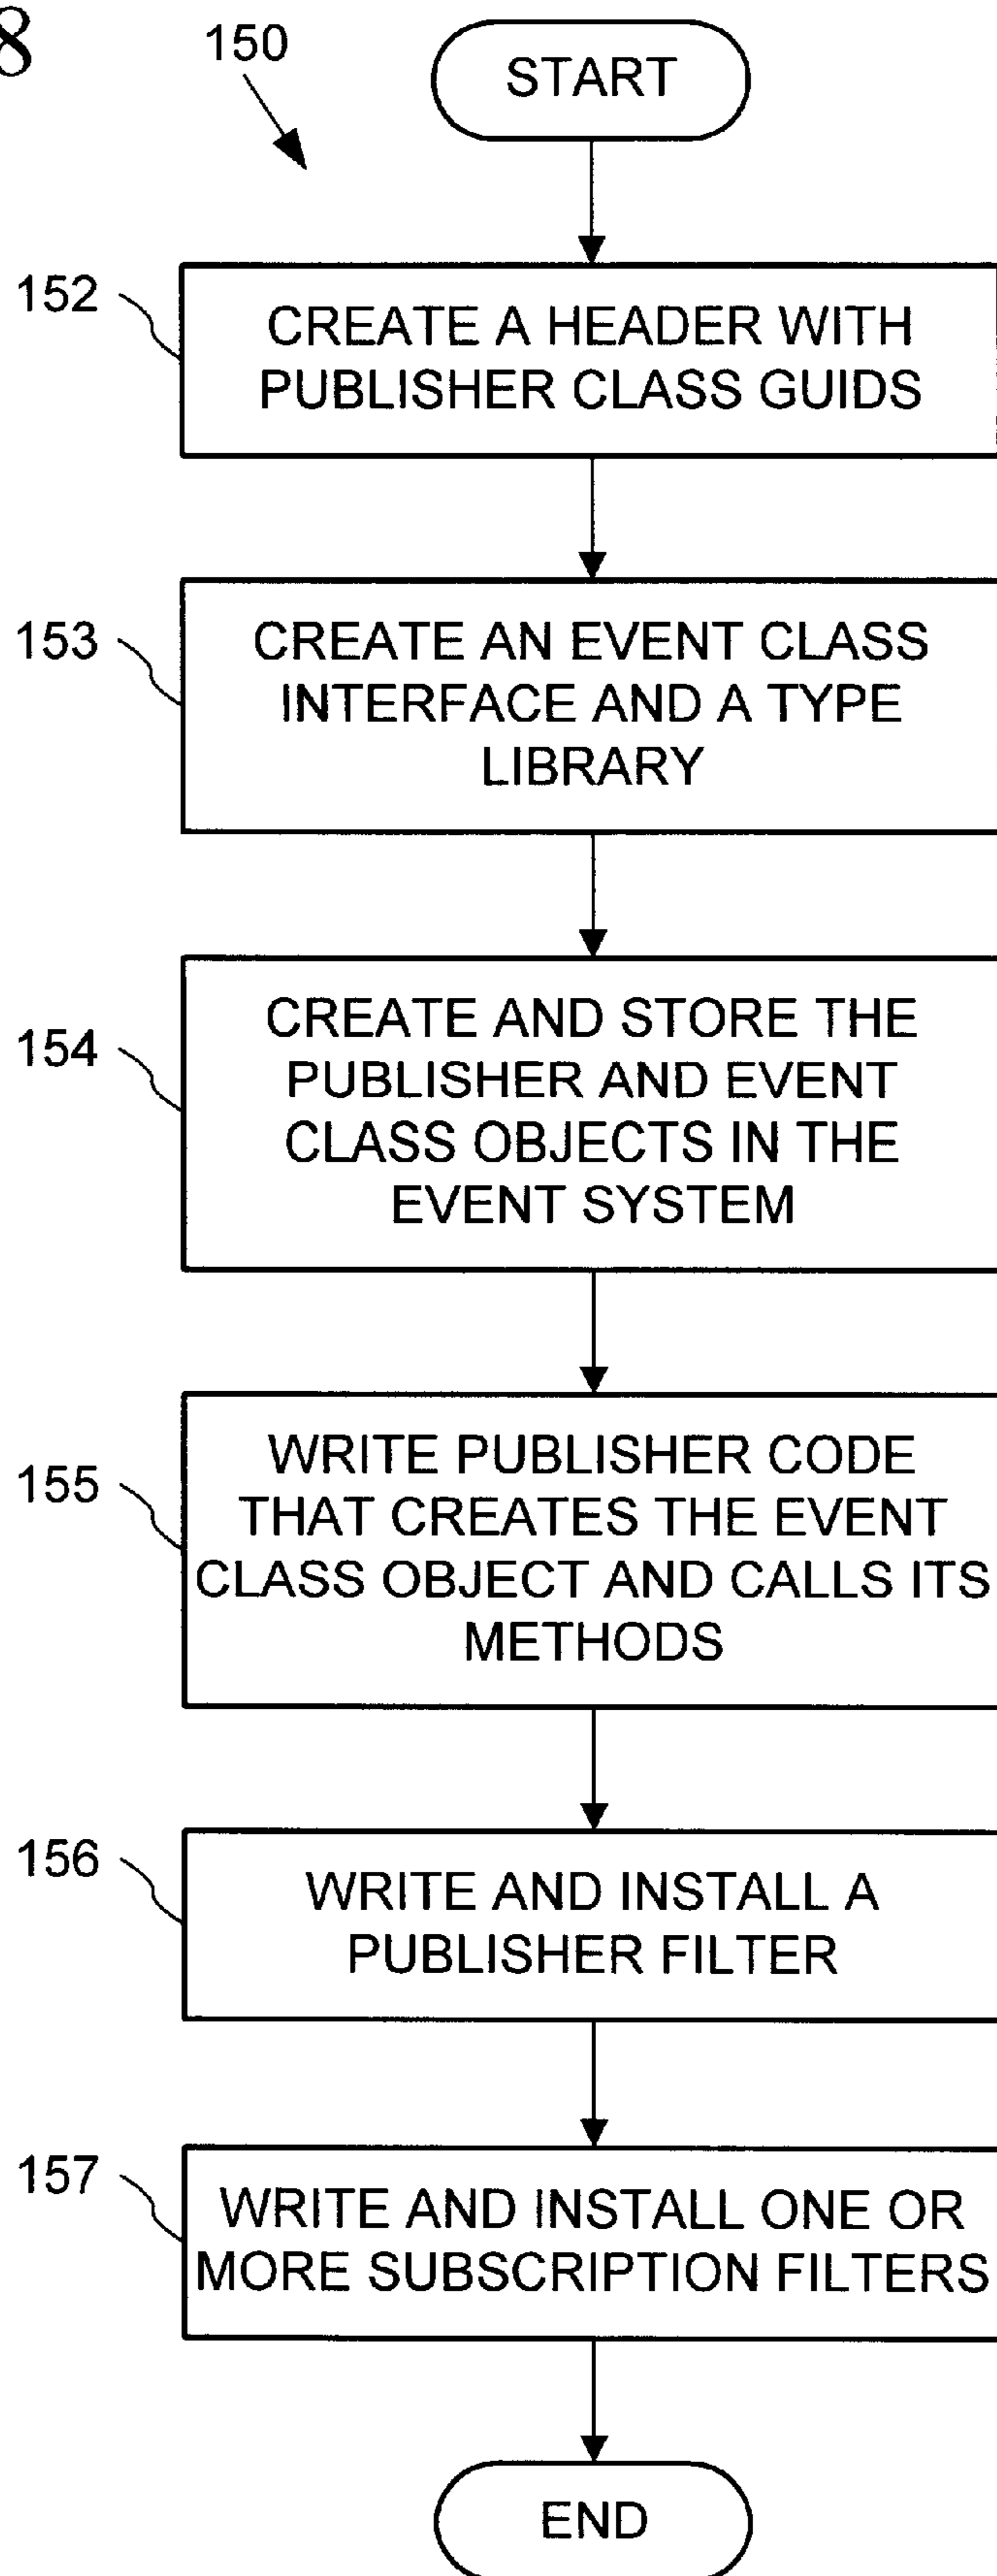 8
150
START
152
CREATE A HEADER WITH
PUBLISHER CLASS GUIDS
153
CREATE AN EVENT CLASS
INTERFACE AND A TYPE
LIBRARY
154
CREATE AND STORE THE
PUBLISHER AND EVENT
CLASS OBJECTS IN THE
EVENT SYSTEM
155
WRITE PUBLISHER CODE
THAT CREATES THE EVENT
CLASS OBJECT AND CALLS ITS
METHODS
156
WRITE AND INSTALL A
PUBLISHER FILTER
157
WRITE AND INSTALL ONE OR
MORE SUBSCRIPTION FILTERS
END